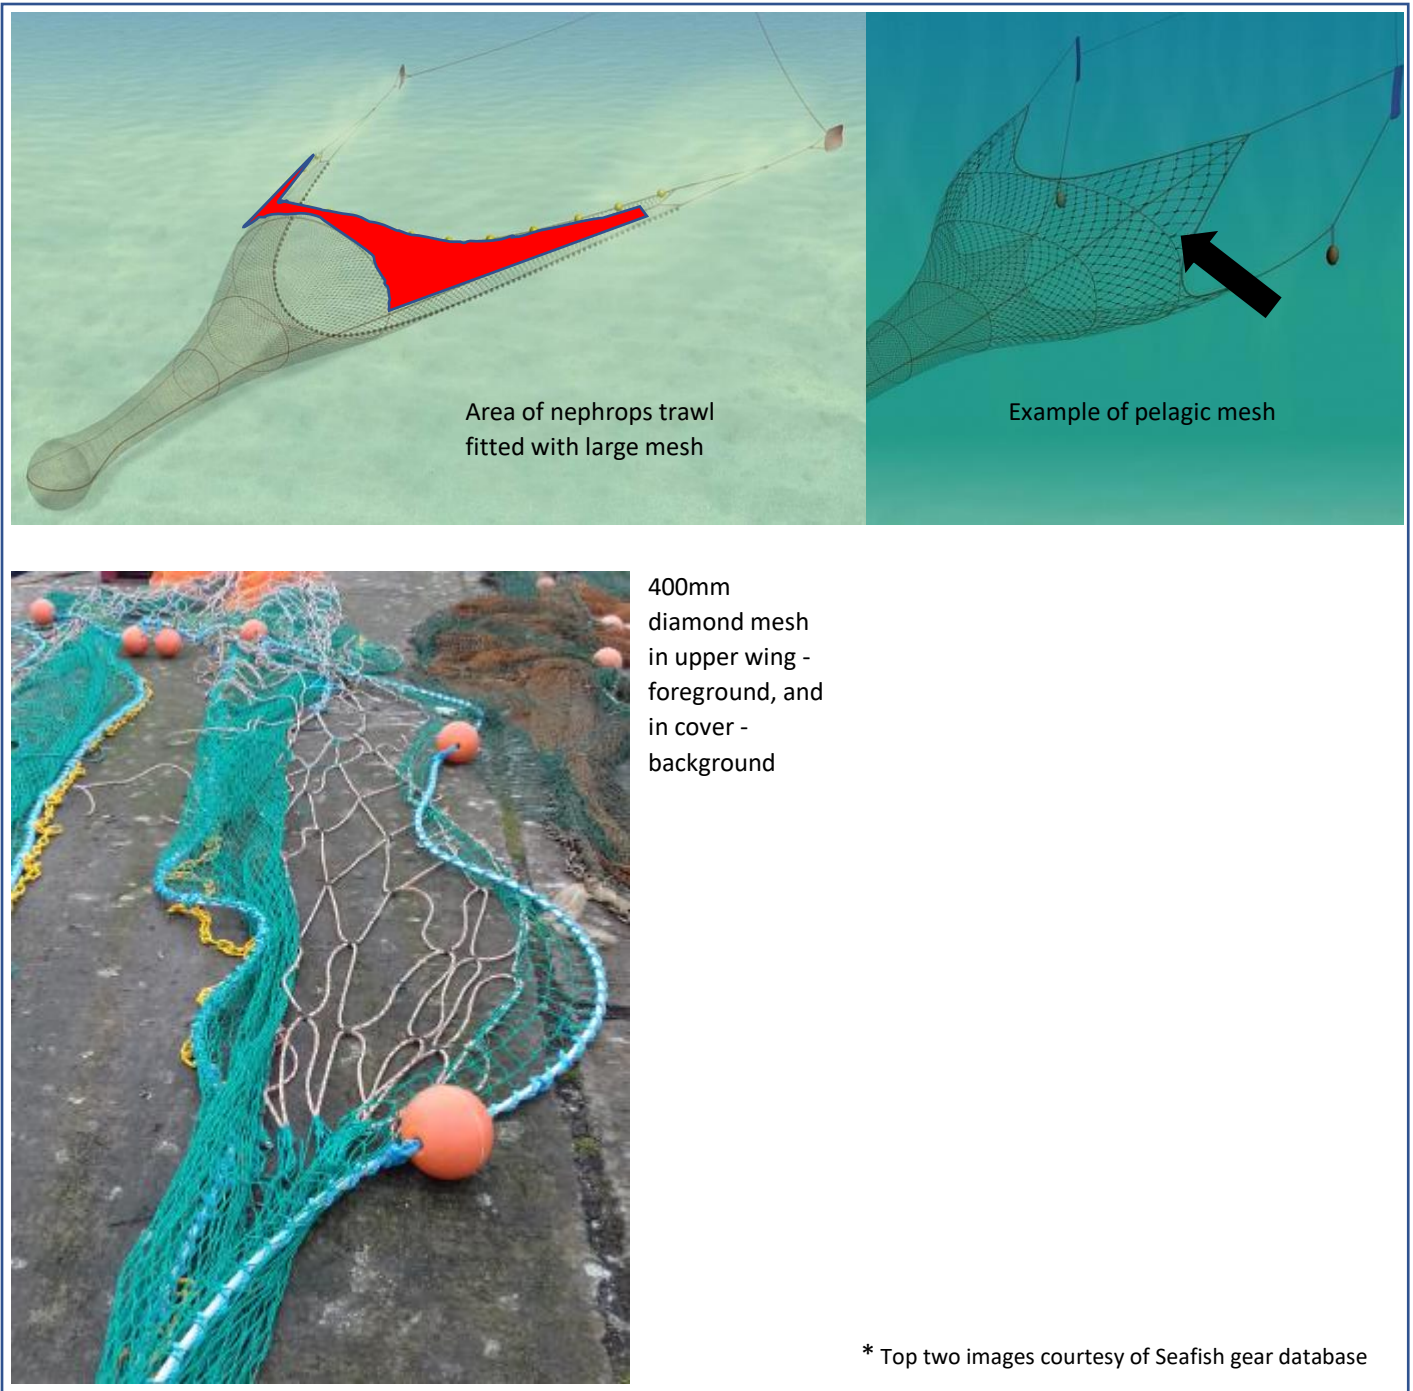 Area of nephrops trawl
fitted with large mesh
Example of pelagic mesh
400mm
diamond mesh
in upper wing -
foreground, and
in cover -
background
* Top two images courtesy of Seafish gear database